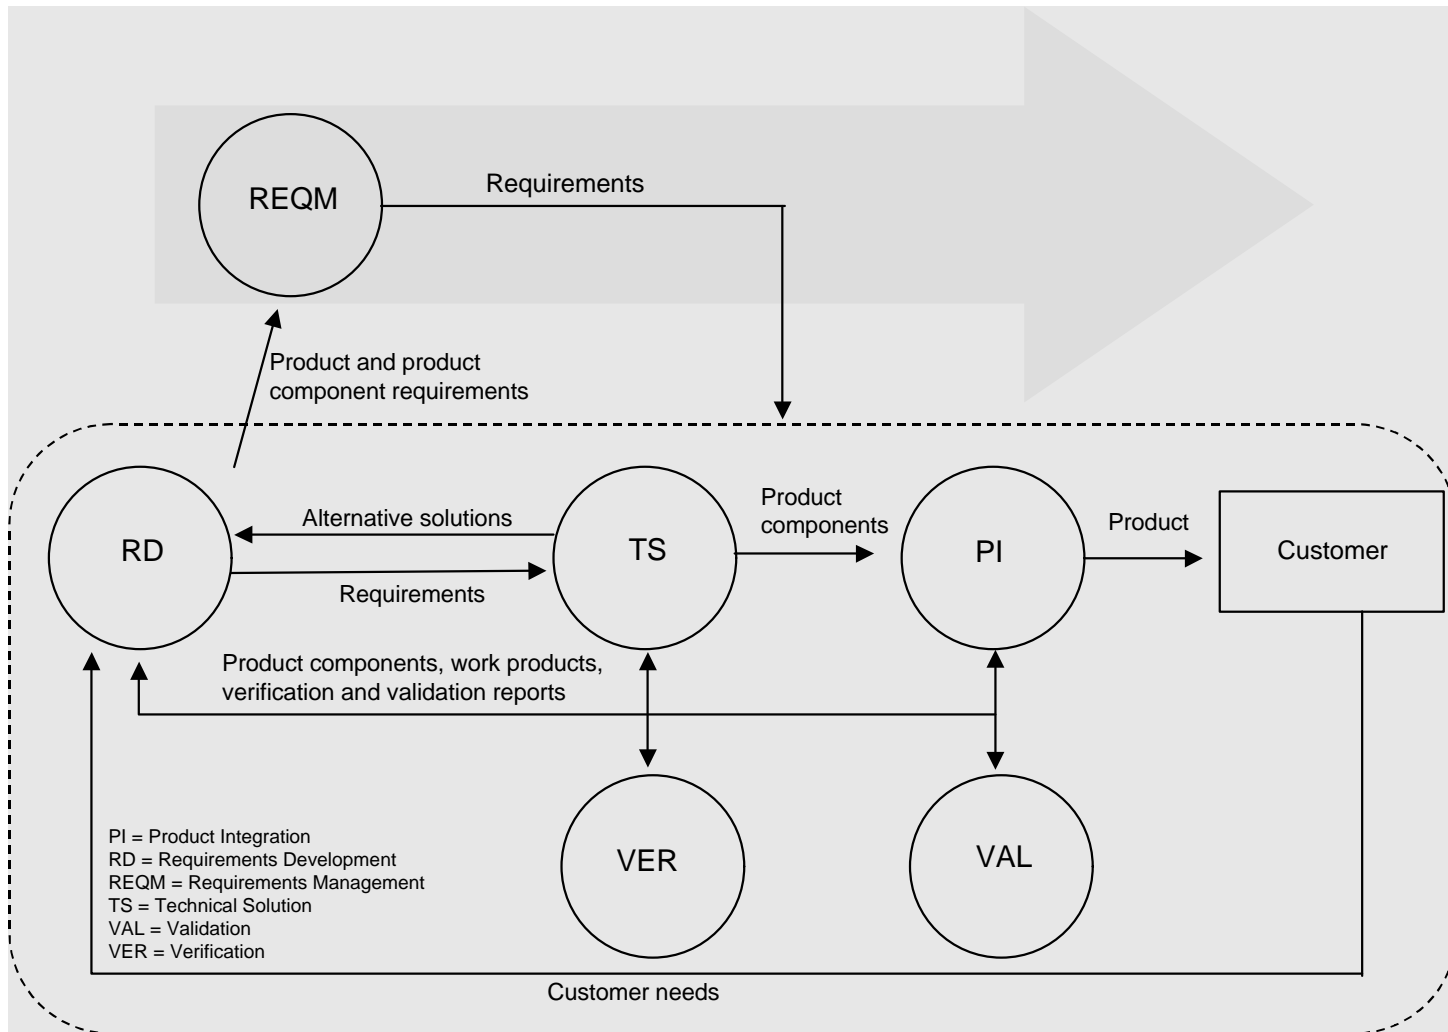 REQM
Requirements
Product and product
component requirements
RD
Alternative solutions
Requirements
TS
Product
components
PI
Product
Customer
Product components, work products,
verification and validation reports
VER
VAL
PI = Product Integration
RD = Requirements Development
REQM = Requirements Management
TS = Technical Solution
VAL = Validation
VER = Verification
Customer needs